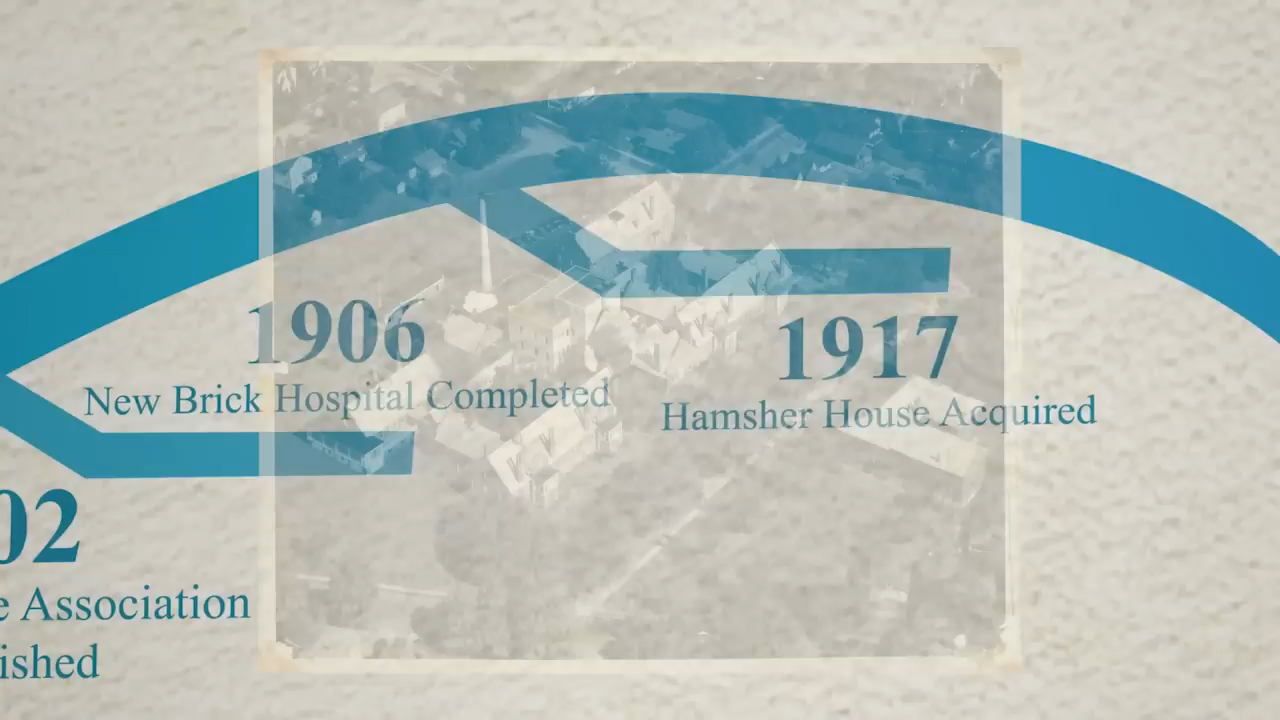 1906
New Brick Hospital Completed
1917
Hamsher House Acquired
02
e Association
ished